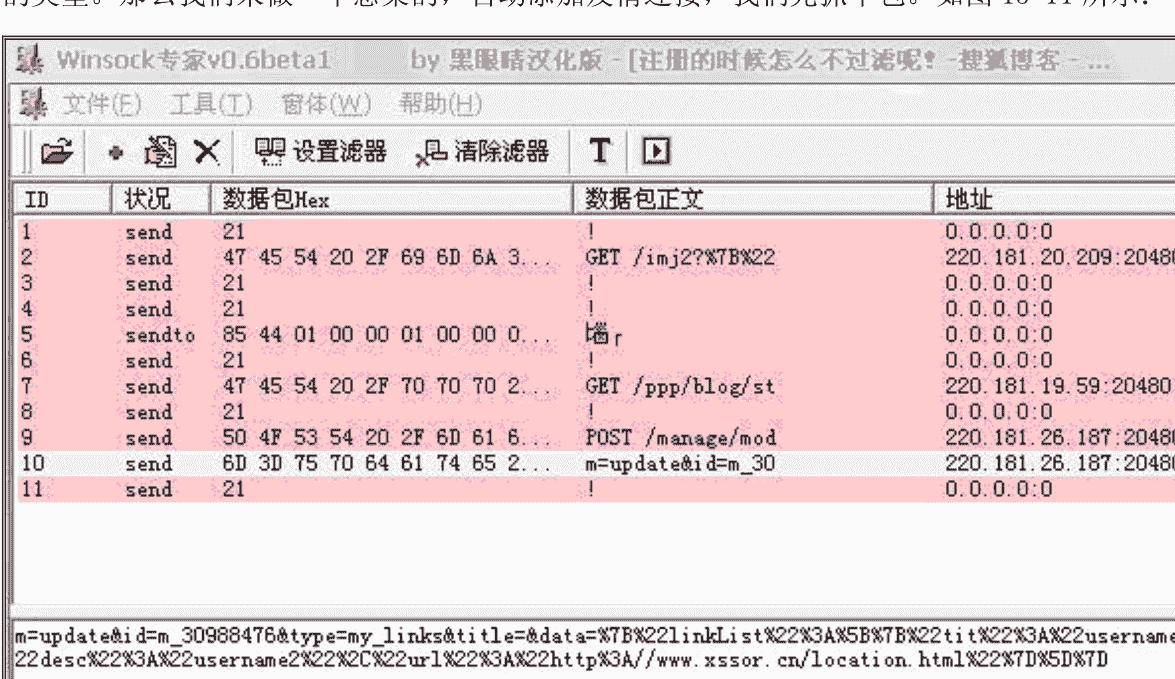 的类型。那么我们来做一个感染的，自动添加友情连接，我们先抓个包。如图
Winsock专家v0.6beta1 by 黑眼睛汉化版 - [注册的时候怎么不过滤呢! -搜狐博客 - ...
文件(F) 工具(T) 窗体(W) 帮助(H)
设置滤器 清除滤器 T
ID 状况 数据包Hex 数据包正文 地址
1 send 21 ! 0.0.0.0:0
2 send 47 45 54 20 2F 69 6D 6A 3... GET /imj2?%7B%22 220.181.20.209:20480
3 send 21 ! 0.0.0.0:0
4 send 21 ! 0.0.0.0:0
5 sendto 85 44 01 00 00 01 00 00 0... 0.0.0.0:0
6 send 21 ! 0.0.0.0:0
7 send 47 45 54 20 2F 70 70 70 2... GET /ppp/blog/st 220.181.19.59:20480
8 send 21 ! 0.0.0.0:0
9 send 50 4F 53 54 20 2F 6D 61 6... POST /manage/mod 220.181.26.187:20480
10 send 6D 3D 75 70 64 61 74 65 2... m=update&id=m_30 220.181.26.187:20480
11 send 21 ! 0.0.0.0:0
m=update&id=m_30988476&type=my_links&title=&data=%7B%22linkList%22%3A%5B%7B%22tit%22%3A%22username
22desc%22%3A%22username2%22%2C%22url%22%3A%22http%3A//www.xssor.cn/location.html%22%7D%5D%7D